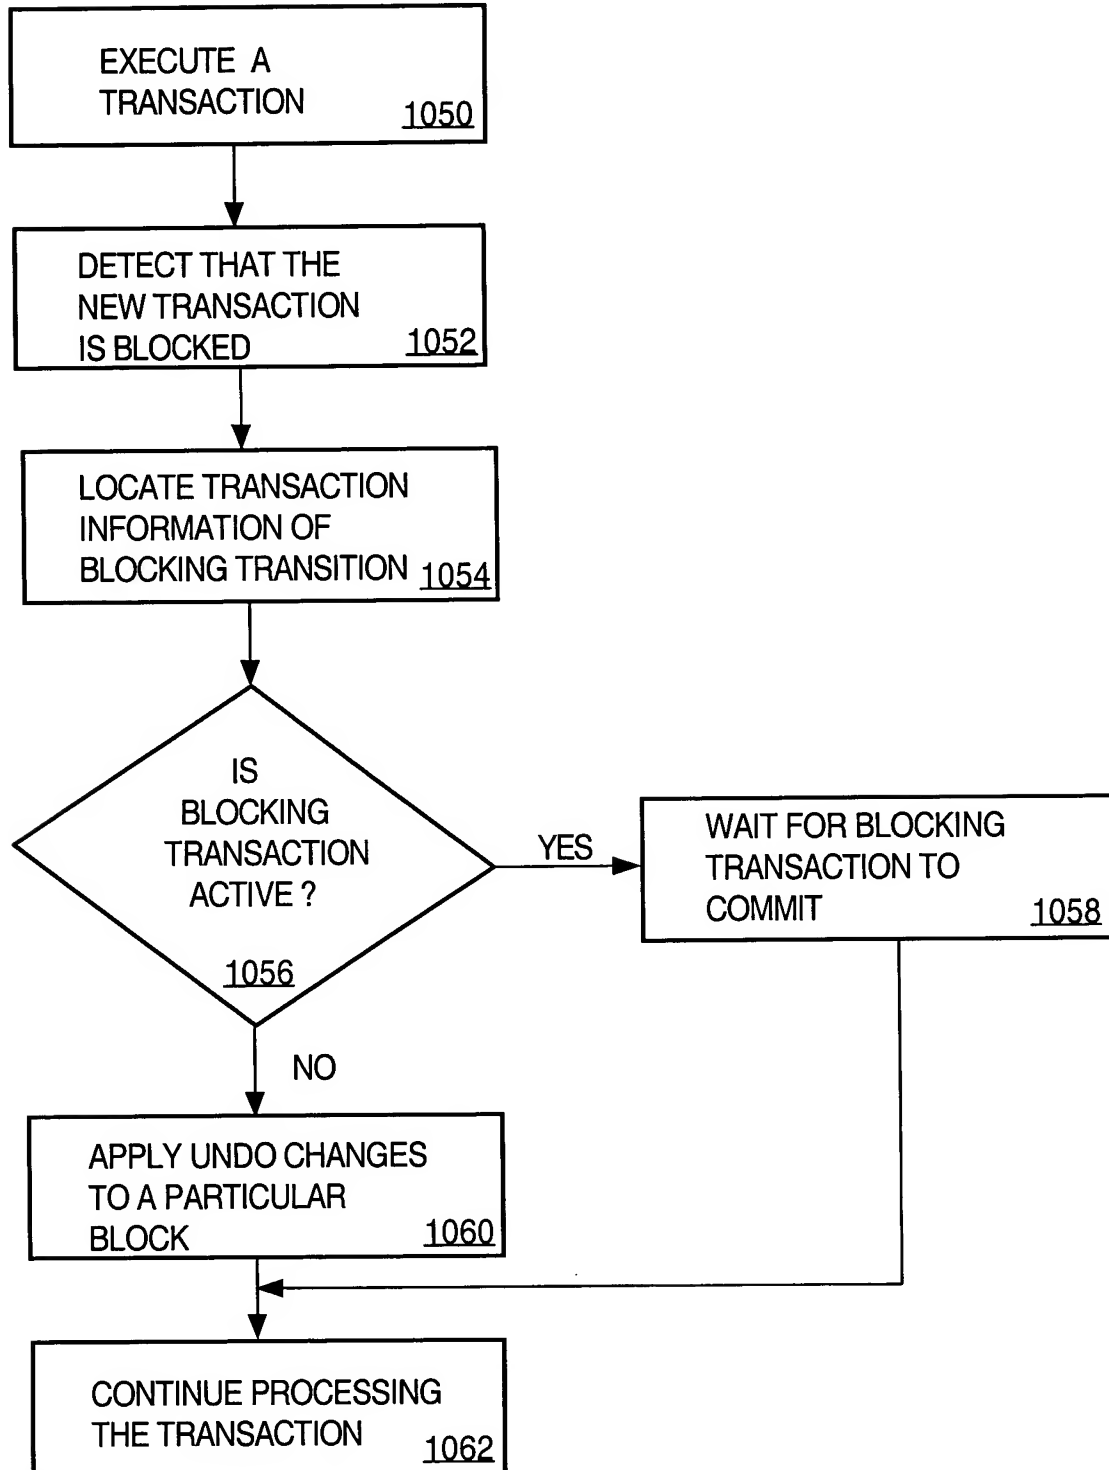 EXECUTE A
TRANSACTION
1050
DETECT THAT THE
NEW TRANSACTION
IS BLOCKED
1052
LOCATE TRANSACTION
INFORMATION OF
BLOCKING TRANSITION
1054
IS
BLOCKING
TRANSACTION
ACTIVE ?
1056
YES
WAIT FOR BLOCKING
TRANSACTION TO
COMMIT
1058
NO
APPLY UNDO CHANGES
TO A PARTICULAR
BLOCK
1060
CONTINUE PROCESSING
THE TRANSACTION
1062